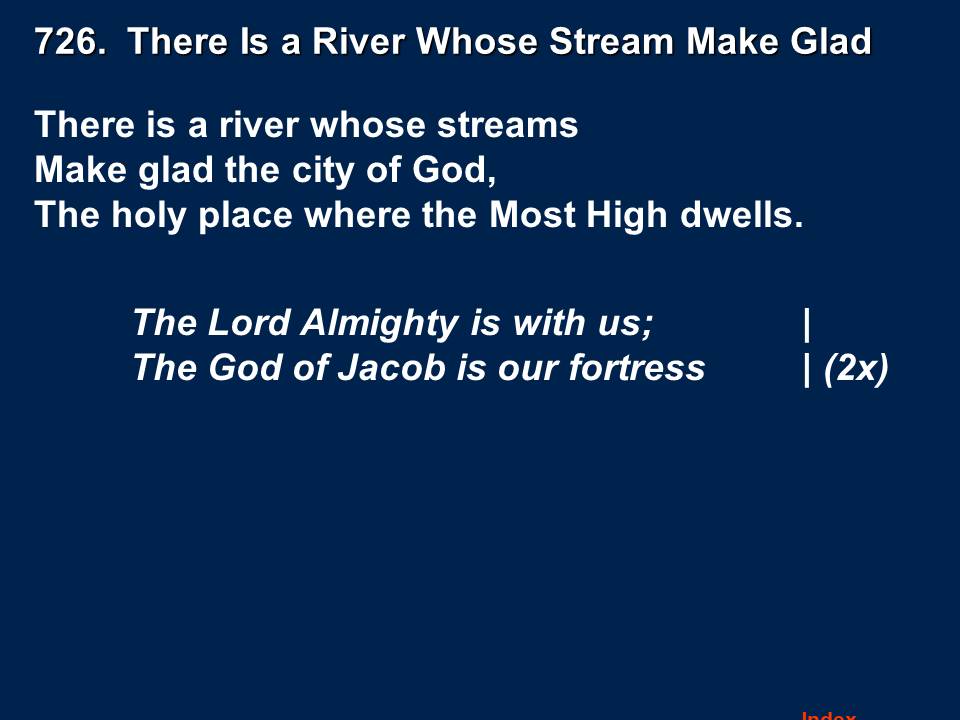 726.  There Is a River Whose Stream Make Glad
There is a river whose streams
Make glad the city of God,
The holy place where the Most High dwells.
The Lord Almighty is with us; |
The God of Jacob is our fortress | (2x)
Index